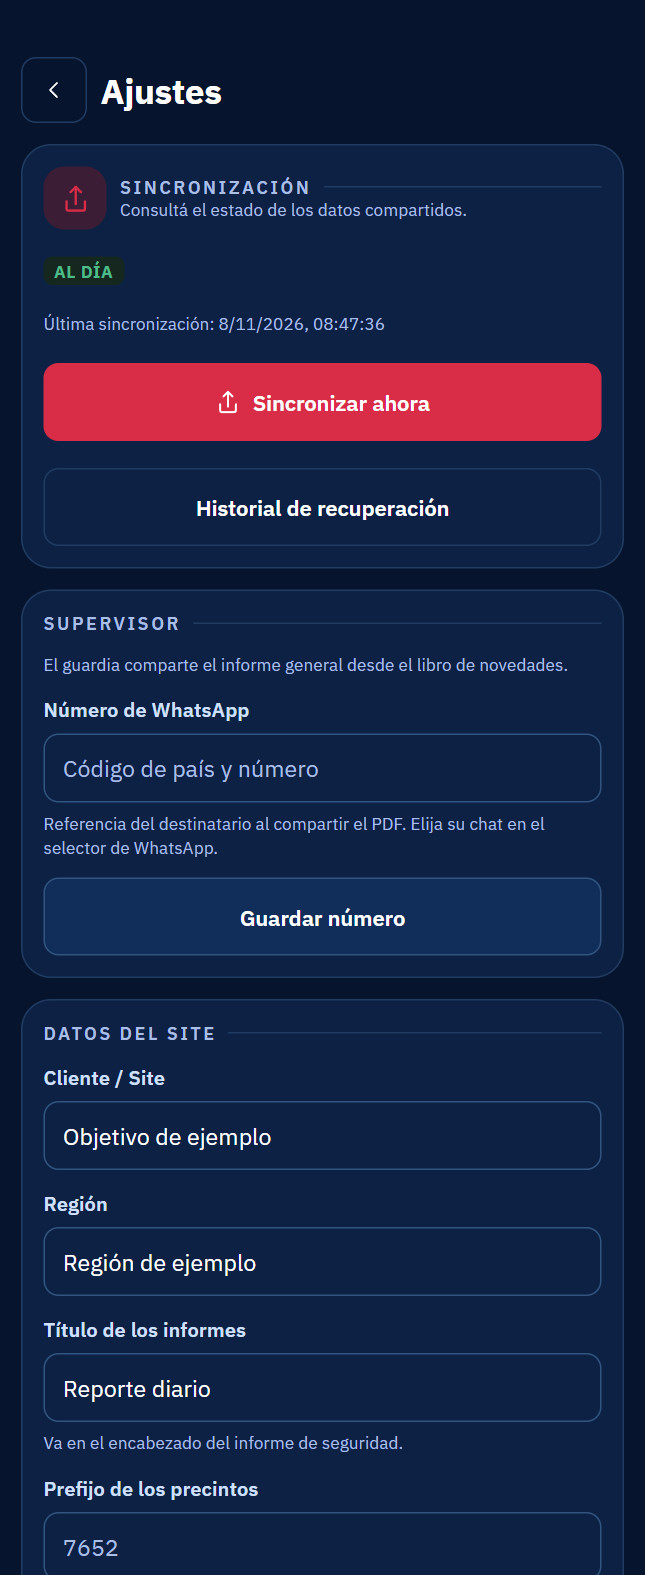 Ajustes
SINCRONIZACIÓN
Consultá el estado de los datos compartidos.
AL DÍA
Última sincronización: 8/11/2026, 08:47:36
Sincronizar ahora
Historial de recuperación
SUPERVISOR
El guardia comparte el informe general desde el libro de novedades.
Número de WhatsApp
Código de país y número
Referencia del destinatario al compartir el PDF. Elija su chat en el
selector de WhatsApp.
Guardar número
DATOS DEL SITE
Cliente / Site
Objetivo de ejemplo
Región
Región de ejemplo
Título de los informes
Reporte diario
Va en el encabezado del informe de seguridad.
Prefijo de los precintos
7652